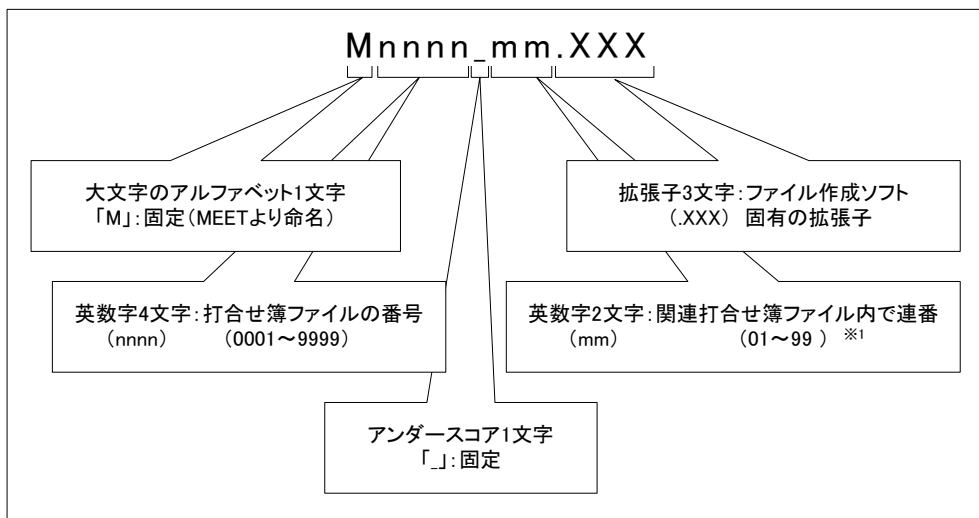 Mnnnn_mm.XXX
大文字のアルファベット1文字
「M」:固定(MEETより命名)
拡張子3文字:ファイル作成ソフト
(.XXX) 固有の拡張子
英数字4文字:打合せ簿ファイルの番号
(nnnn) (0001～9999)
英数字2文字:関連打合せ簿ファイル内で連番
(mm) (01～99 ) ※1
アンダースコア1文字
「_」:固定